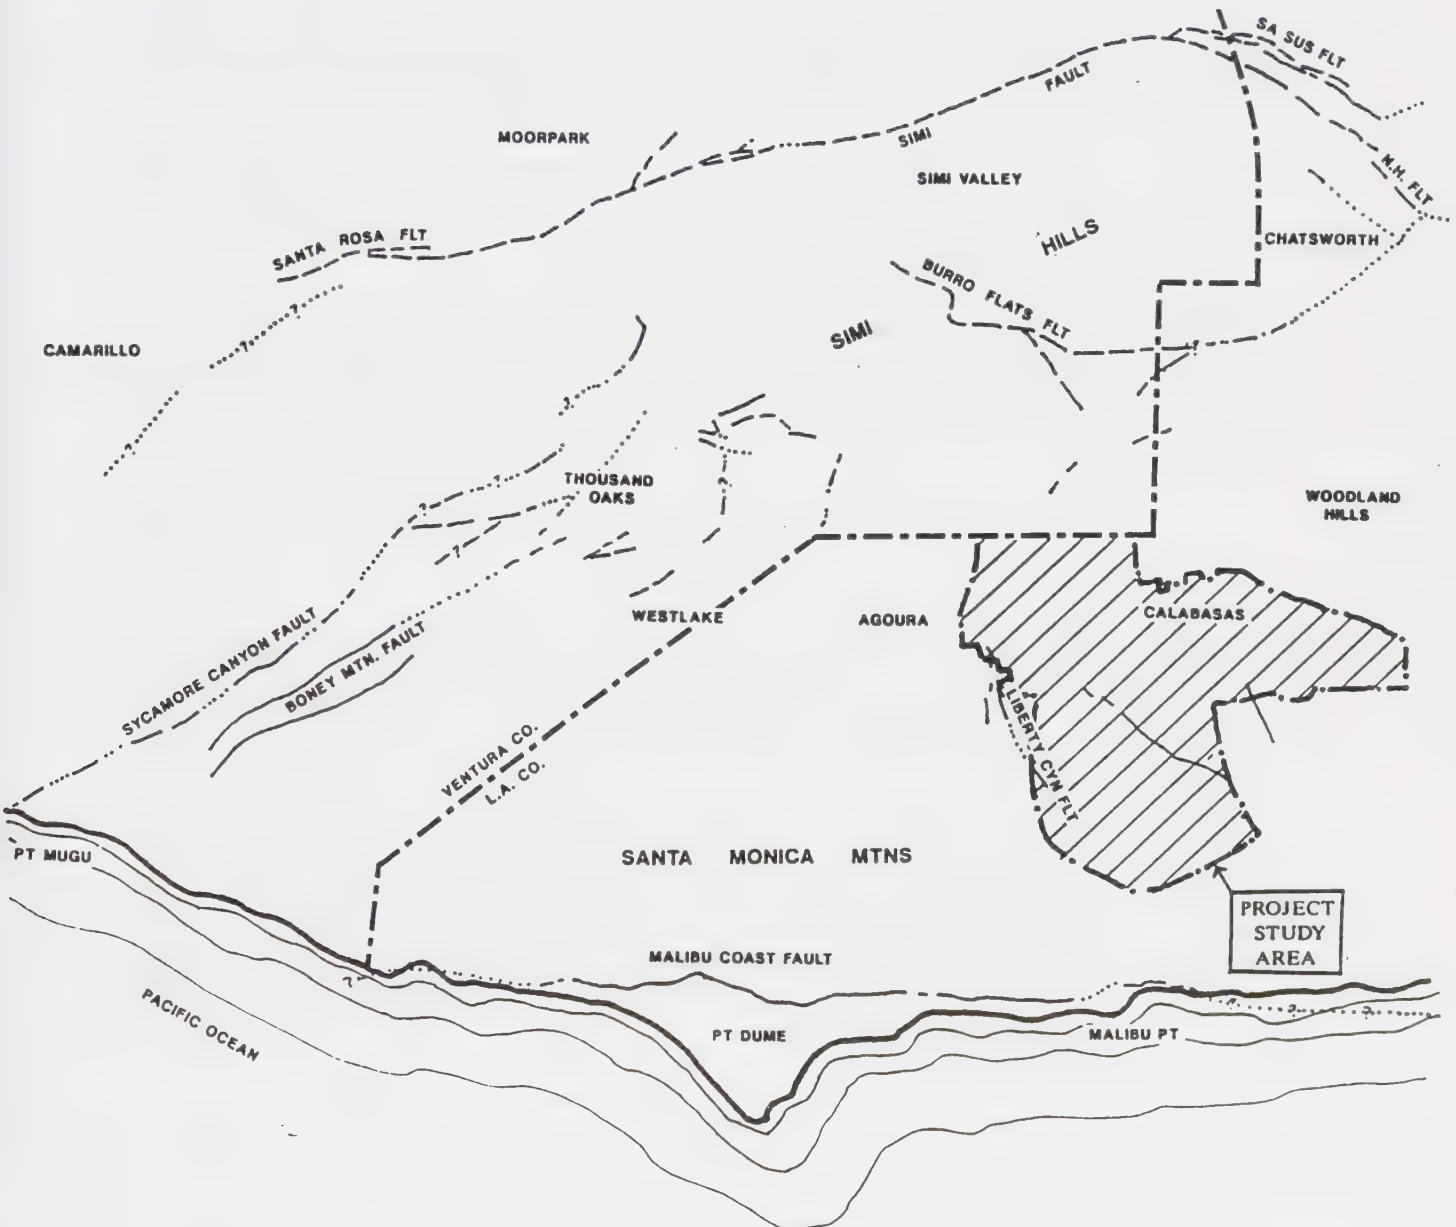 SA SUS FLT
FAULT
SIMI
MOORPARK
SIMI VALLEY
N.H. FLT
HILLS
CHATSWORTH
SANTA ROSA FLT
BURRO FLATS FLT
SIMI
CAMARILLO
THOUSAND
OAKS
WOODLAND
HILLS
WESTLAKE
AGOURA
CALABASAS
SYCAMORE CANYON FAULT
BONEY MTN. FAULT
LIBERTY CYN FLT
VENTURA CO.
L.A. CO.
SANTA MONICA MTNS
PT MUGU
PROJECT
STUDY
AREA
MALIBU COAST FAULT
PACIFIC OCEAN
PT DUME
MALIBU PT